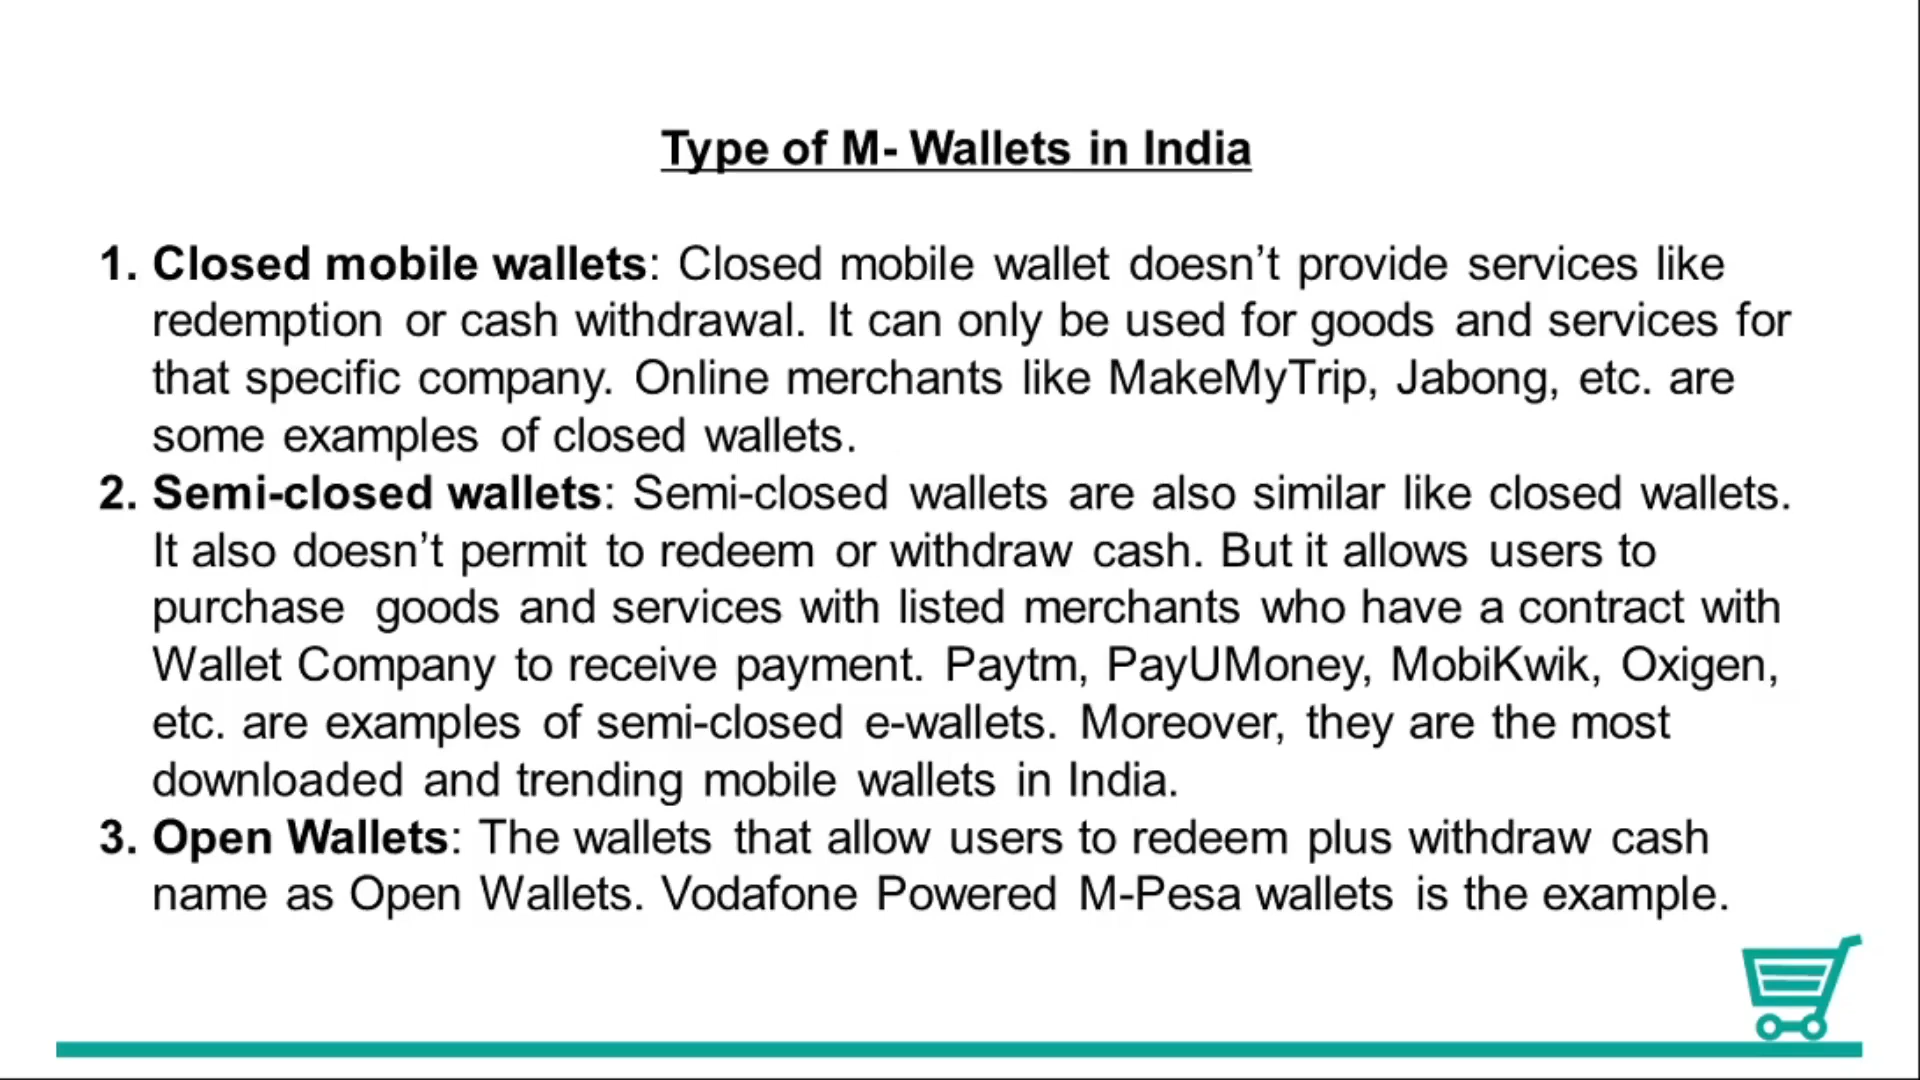 Type of M- Wallets in India
1. Closed mobile wallets: Closed mobile wallet doesn’t provide services like
redemption or cash withdrawal. It can only be used for goods and services for
that specific company. Online merchants like MakeMyTrip, Jabong, etc. are
some examples of closed wallets.
2. Semi-closed wallets: Semi-closed wallets are also similar like closed wallets.
It also doesn’t permit to redeem or withdraw cash. But it allows users to
purchase goods and services with listed merchants who have a contract with
Wallet Company to receive payment. Paytm, PayUMoney, MobiKwik, Oxigen,
etc. are examples of semi-closed e-wallets. Moreover, they are the most
downloaded and trending mobile wallets in India.
3. Open Wallets: The wallets that allow users to redeem plus withdraw cash
name as Open Wallets. Vodafone Powered M-Pesa wallets is the example.